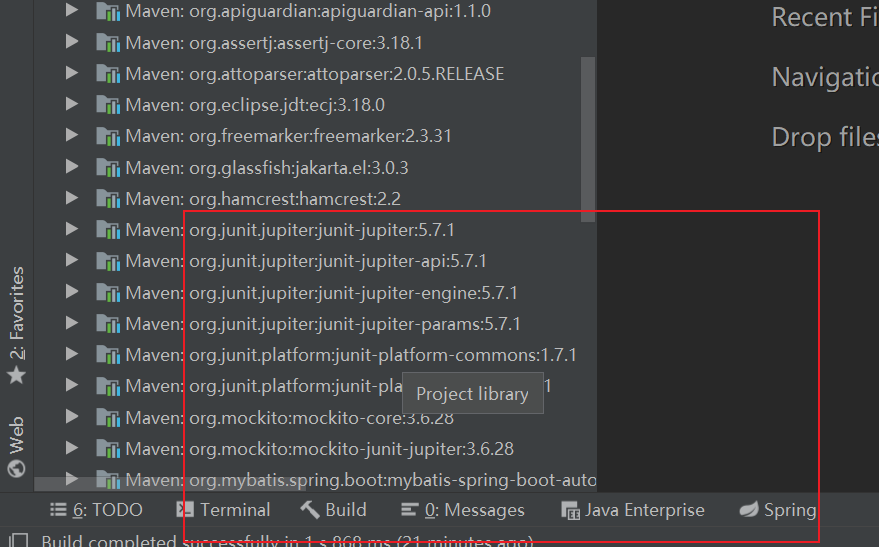 Maven: org.apiguardian:apiguardian-api:1.1.0
Maven: org.assertj:assertj-core:3.18.1
Maven: org.attoparser:attoparser:2.0.5.RELEASE
Maven: org.eclipse.jdt:ecj:3.18.0
Maven: org.freemarker:freemarker:2.3.31
Maven: org.glassfish:jakarta.el:3.0.3
Maven: org.hamcrest:hamcrest:2.2
Maven: org.junit.jupiter:junit-jupiter:5.7.1
Maven: org.junit.jupiter:junit-jupiter-api:5.7.1
Maven: org.junit.jupiter:junit-jupiter-engine:5.7.1
Maven: org.junit.jupiter:junit-jupiter-params:5.7.1
Maven: org.junit.platform:junit-platform-commons:1.7.1
Maven: org.junit.platform:junit-pla
Project library
Maven: org.mockito:mockito-core:3.6.28
Maven: org.mockito:mockito-junit-jupiter:3.6.28
Maven: org.mybatis.spring.boot:mybatis-spring-boot-auto
Recent Fi
Navigatio
Drop files
2: Favorites
Web
6: TODO
Terminal
Build
0: Messages
Java Enterprise
Spring
Build completed successfully in 1 s 868 ms (21 minutes ago)